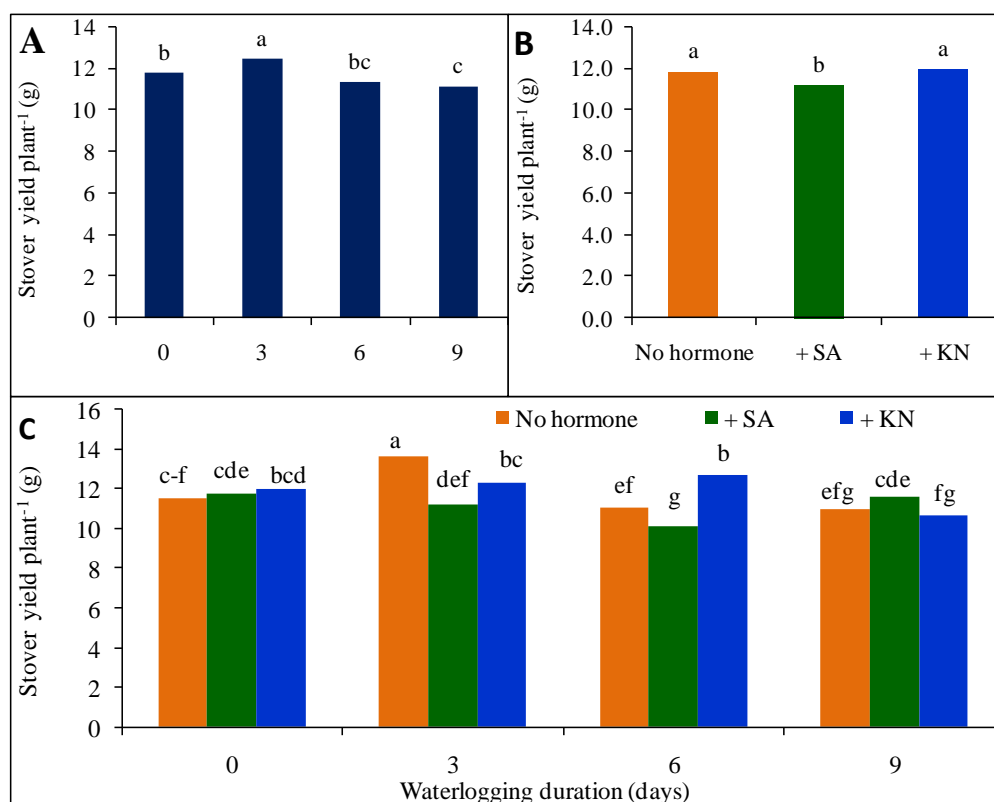 A
Stover yield plant-1 (g)
14
12
10
8
6
4
2
0
b
a
bc
c
0 3 6 9
B
Stover yield plant-1 (g)
14.0
12.0
10.0
8.0
6.0
4.0
2.0
0.0
a
b
a
No hormone + SA + KN
C
Stover yield plant-1 (g)
16
14
12
10
8
6
4
2
0
No hormone + SA + KN
c-f cde bcd
a def bc
ef g b
efg cde fg
0 3 6 9
Waterlogging duration (days)